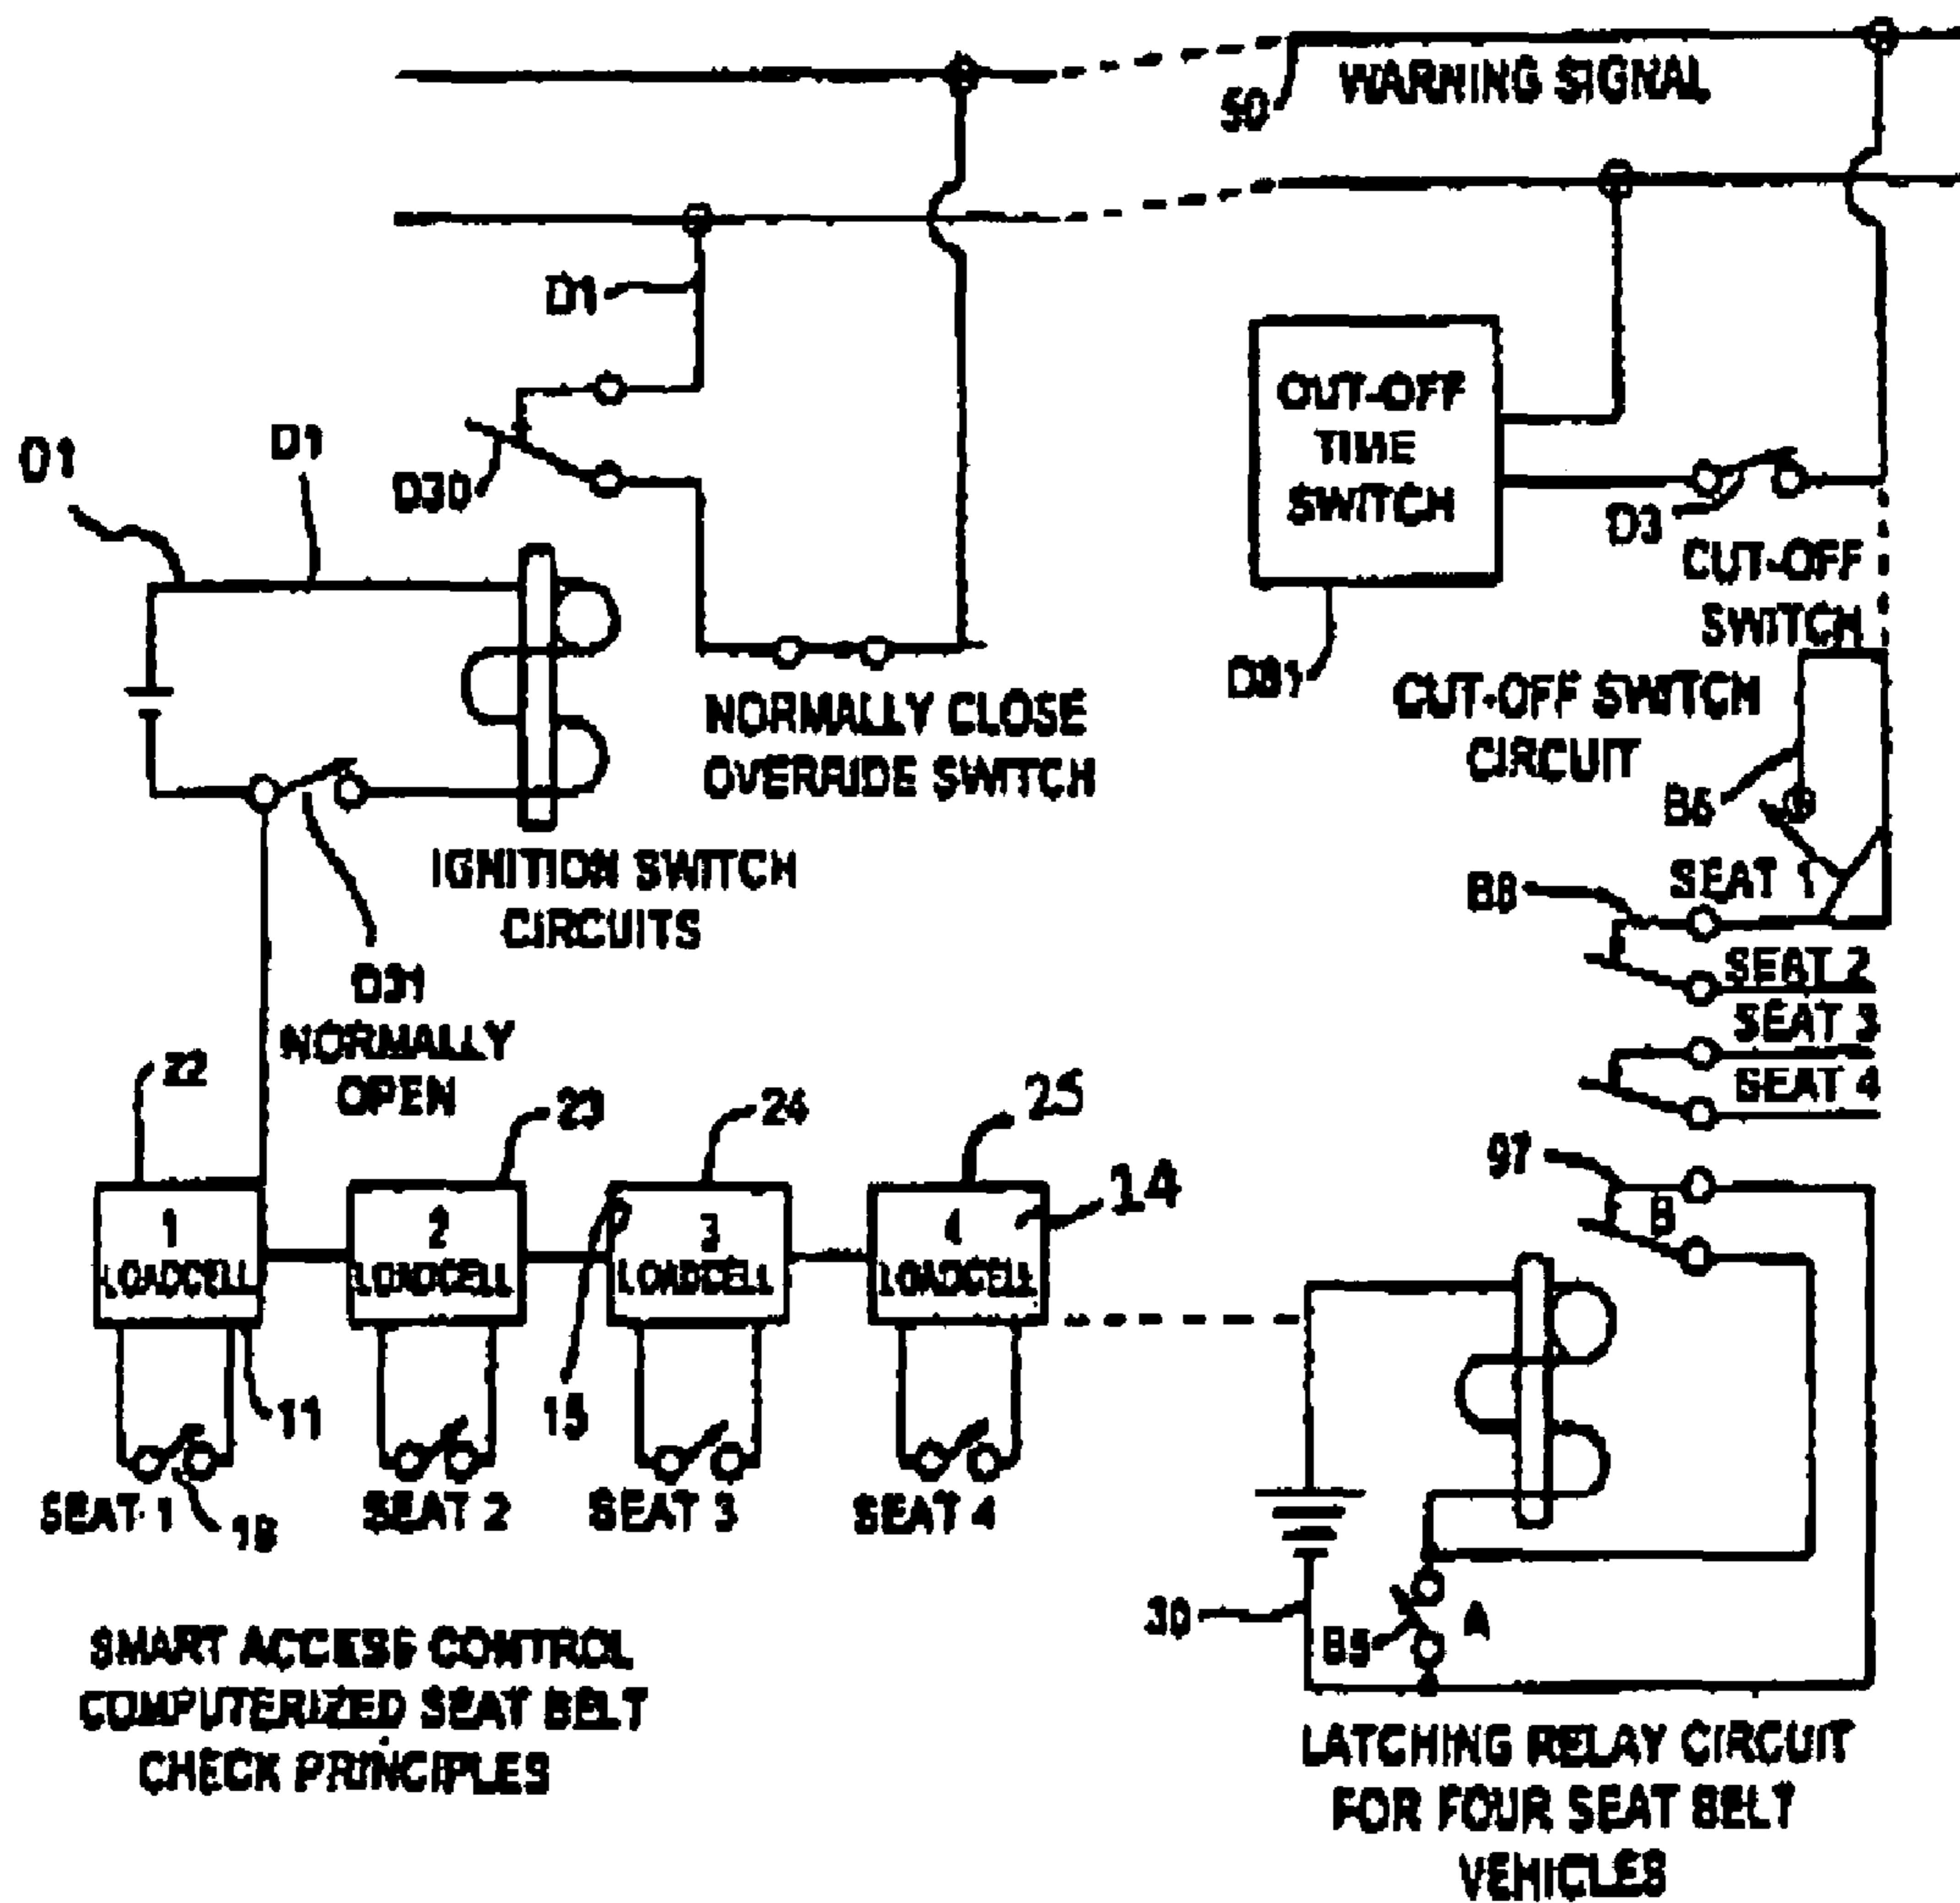 50
WARNING SIGNAL
D1
D1
D1
D30
CUT-OFF
TIME
SWITCH
D3
CUT-OFF
SWITCH
NORMALLY CLOSE
OVERRIDE SWITCH
CUT-OFF SWITCH
CIRCUIT
B6
IGNITION SWITCH
CIRCUITS
SEAT 1
SEAT 2
SEAT 3
SEAT 4
D31
NORMALLY
OPEN
22
23
24
25
14
97
B
1
LOADCELL
2
LOADCELL
3
LOADCELL
4
LOADCELL
11
15
SEAT 1
SEAT 2
SEAT 3
SEAT 4
30
A
SMART ACCESS CONTROL
COMPUTERIZED SEAT BELT
CHECK PRINCIPLES
LATCHING RELAY CIRCUIT
FOR FOUR SEAT BELT
VEHICLES